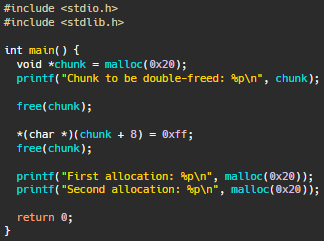 #include <stdio.h>
#include <stdlib.h>
int main() {
void *chunk = malloc(0x20);
printf("Chunk to be double-freed: %p\n", chunk);
free(chunk);
*(char *)(chunk + 8) = 0xff;
free(chunk);
printf("First allocation: %p\n", malloc(0x20));
printf("Second allocation: %p\n", malloc(0x20));
return 0;
}